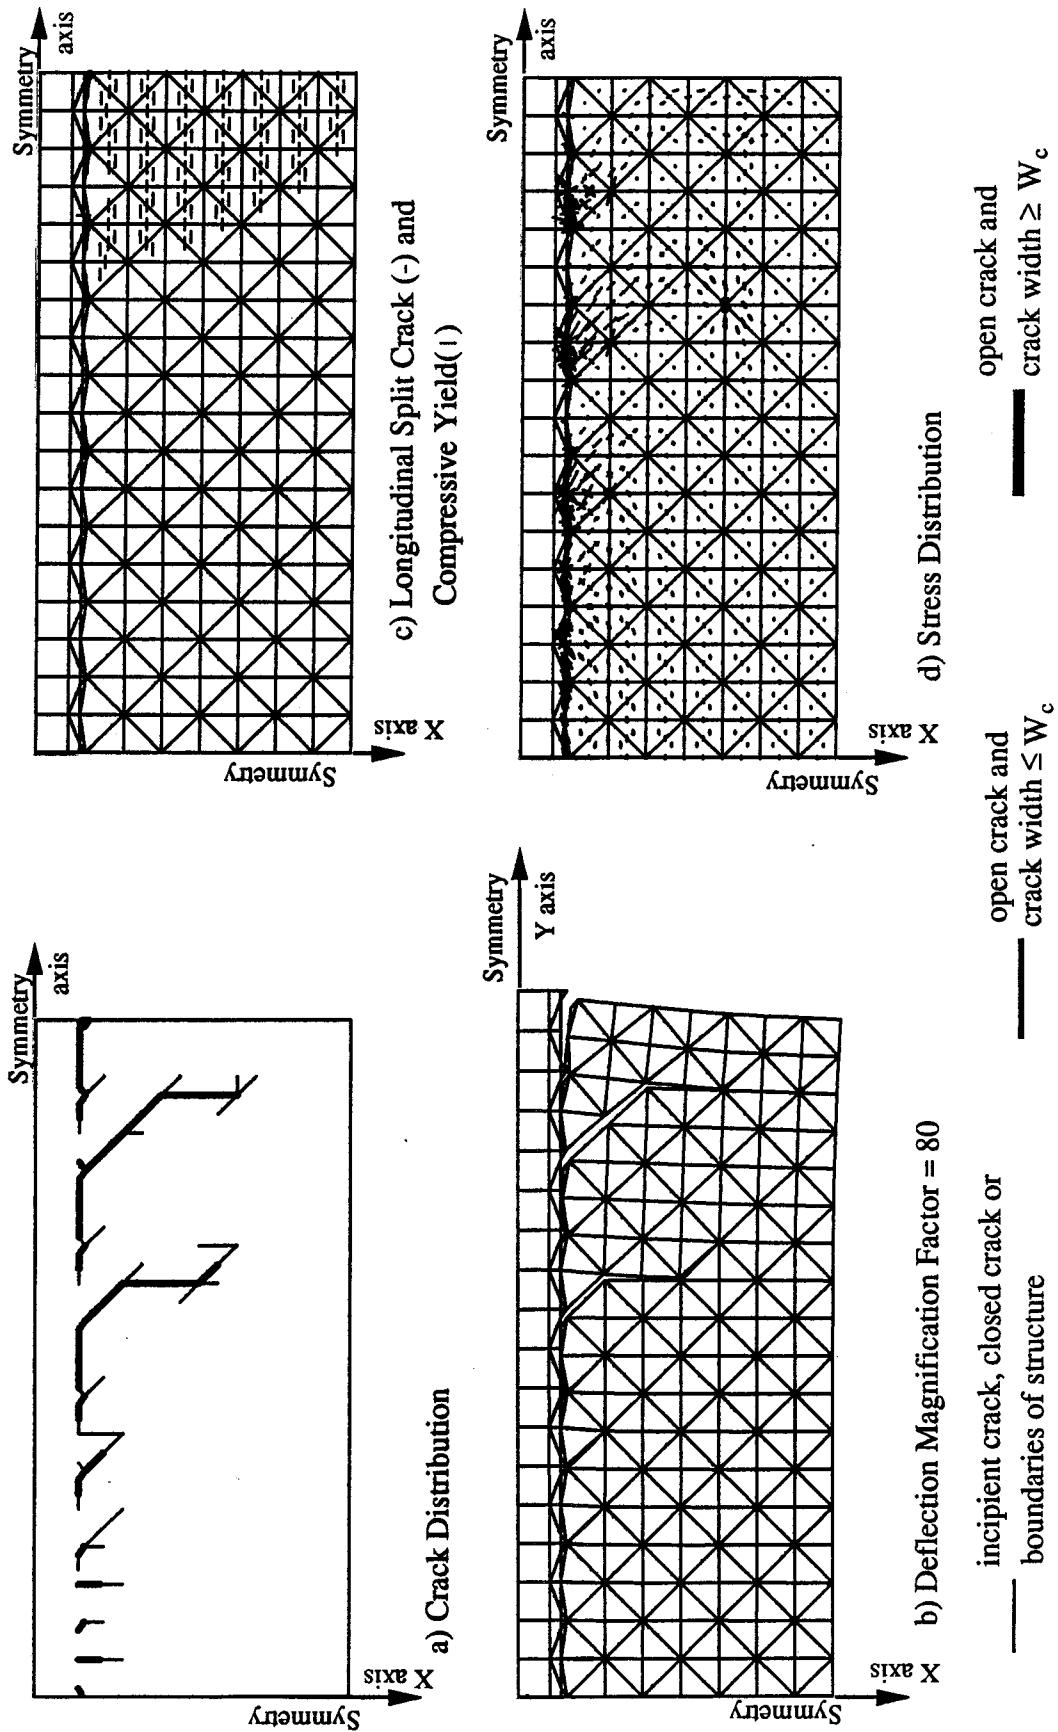 Symmetry
axis
Symmetry
X axis
a) Crack Distribution
Symmetry
Y axis
Symmetry
X axis
b) Deflection Magnification Factor = 80
Symmetry
axis
Symmetry
X axis
c) Longitudinal Split Crack (-) and
Compressive Yield(ı)
Symmetry
axis
Symmetry
X axis
d) Stress Distribution
incipient crack, closed crack or
boundaries of structure
open crack and
crack width ≤ Wc
open crack and
crack width ≥ Wc